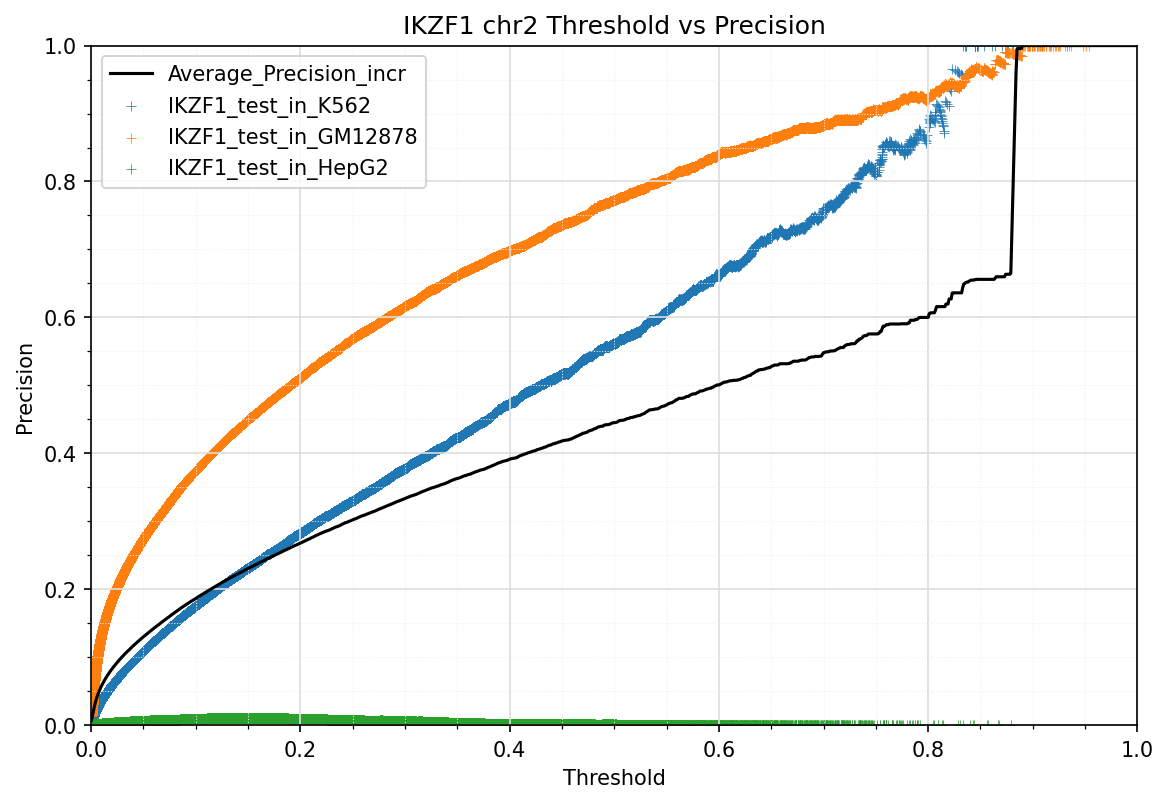 IKZF1 chr2 Threshold vs Precision
Average_Precision_incr
IKZF1_test_in_K562
IKZF1_test_in_GM12878
IKZF1_test_in_HepG2
Precision
1.0
0.8
0.6
0.4
0.2
0.0
0.0 0.2 0.4 0.6 0.8 1.0
Threshold